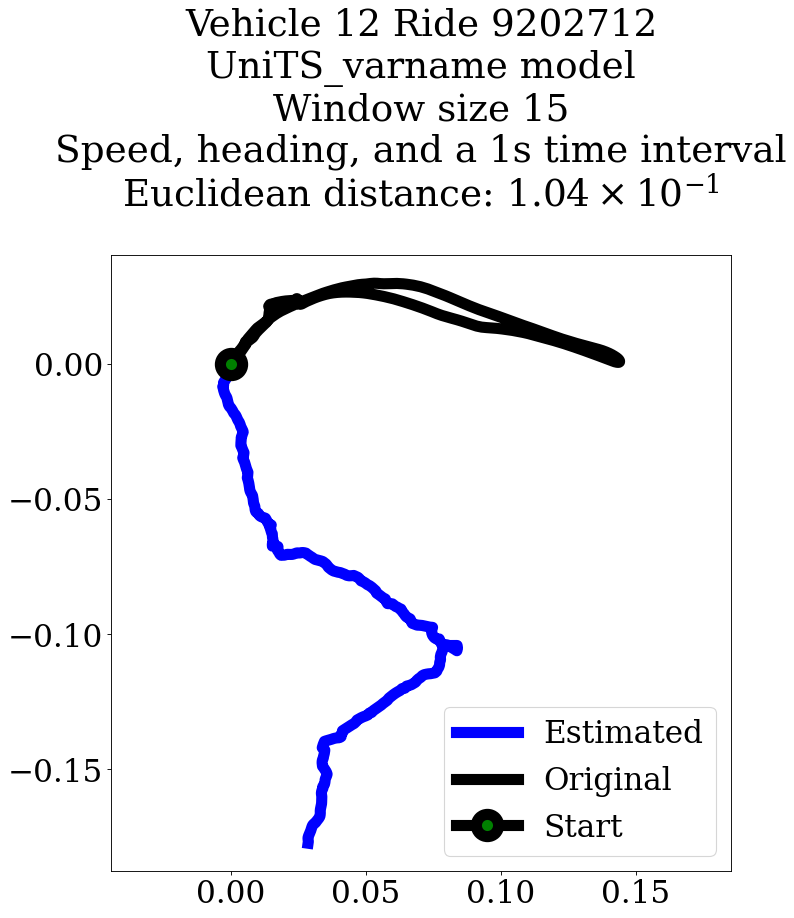 Vehicle 12 Ride 9202712
UniTS_varname model
Window size 15
Speed, heading, and a 1s time interval
Euclidean distance: 1.04 × 10⁻¹
0.00
−0.05
−0.10
−0.15
0.00 0.05 0.10 0.15
Estimated
Original
Start